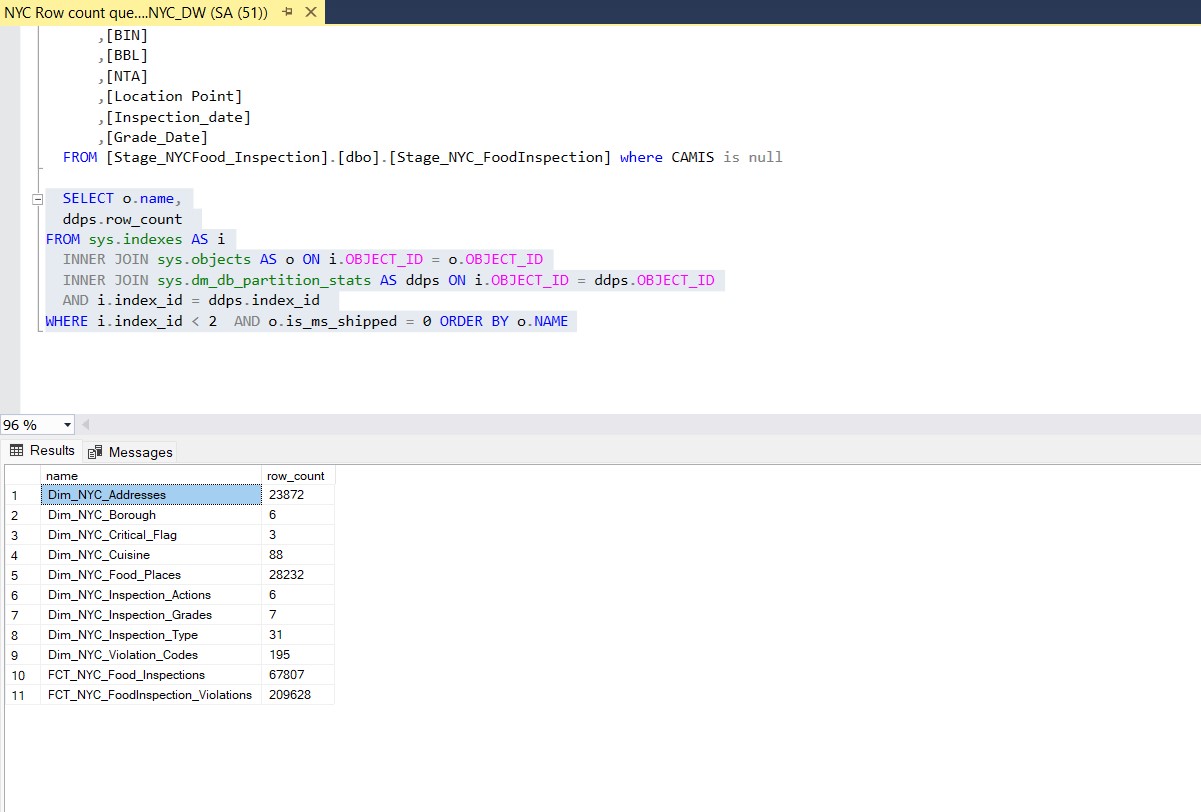 NYC Row count que....NYC_DW (SA (51))
,[BIN]
,[BBL]
,[NTA]
,[Location Point]
,[Inspection_date]
,[Grade_Date]
FROM [Stage_NYCFood_Inspection].[dbo].[Stage_NYC_FoodInspection] where CAMIS is null
SELECT o.name,
ddps.row_count
FROM sys.indexes AS i
INNER JOIN sys.objects AS o ON i.OBJECT_ID = o.OBJECT_ID
INNER JOIN sys.dm_db_partition_stats AS ddps ON i.OBJECT_ID = ddps.OBJECT_ID
AND i.index_id = ddps.index_id
WHERE i.index_id < 2  AND o.is_ms_shipped = 0 ORDER BY o.NAME
96 %
Results Messages
name row_count
1 Dim_NYC_Addresses 23872
2 Dim_NYC_Borough 6
3 Dim_NYC_Critical_Flag 3
4 Dim_NYC_Cuisine 88
5 Dim_NYC_Food_Places 28232
6 Dim_NYC_Inspection_Actions 6
7 Dim_NYC_Inspection_Grades 7
8 Dim_NYC_Inspection_Type 31
9 Dim_NYC_Violation_Codes 195
10 FCT_NYC_Food_Inspections 67807
11 FCT_NYC_FoodInspection_Violations 209628